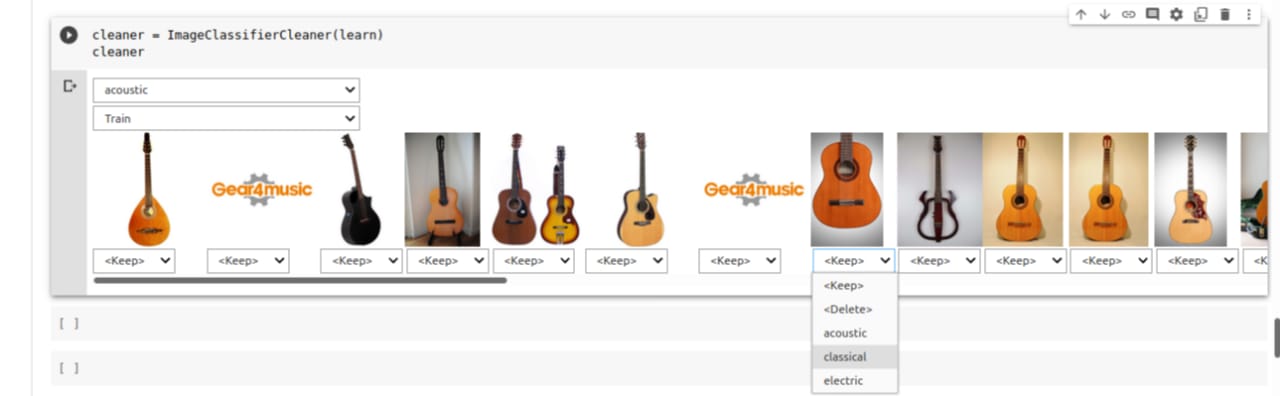 cleaner = ImageClassifierCleaner(learn)
cleaner
acoustic
Train
Gear4music Gear4music
<Keep> <Keep> <Keep> <Keep> <Keep> <Keep> <Keep> <Keep> <Keep> <Keep> <Keep> <Keep> <K
<Keep>
<Delete>
acoustic
classical
electric
[ ]
[ ]